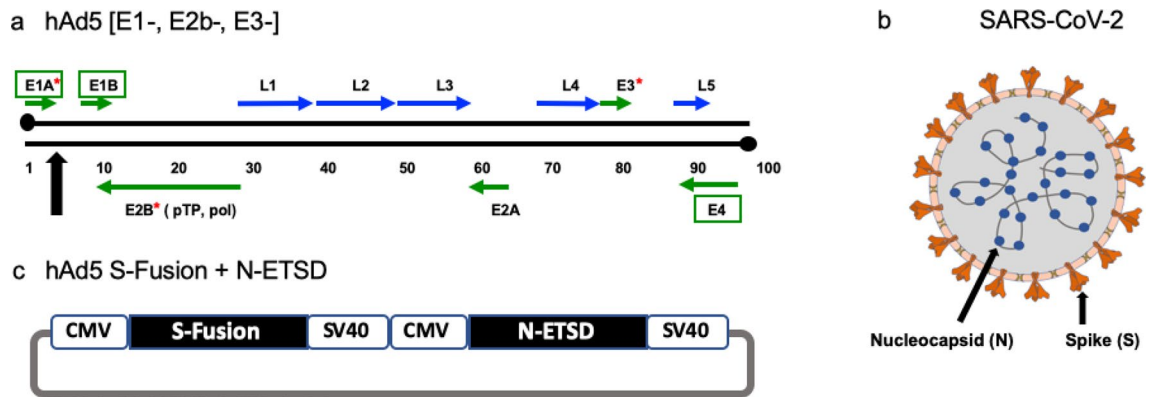 a hAd5 [E1-, E2b-, E3-]
E1A* E1B L1 L2 L3 L4 E3* L5
1 10 20 30 40 50 60 70 80 90 100
E2B* ( pTP, pol) E2A E4
b SARS-CoV-2
Nucleocapsid (N) Spike (S)
c hAd5 S-Fusion + N-ETSD
CMV S-Fusion SV40 CMV N-ETSD SV40